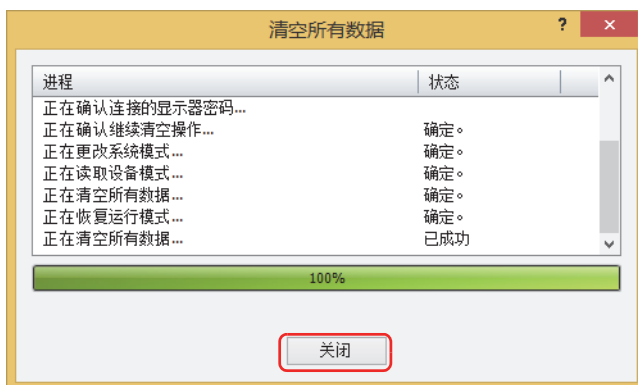 清空所有数据
?
进程 状态
正在确认连接的显示器密码...
正在确认继续清空操作... 确定。
正在更改系统模式... 确定。
正在读取设备模式... 确定。
正在清空所有数据... 确定。
正在恢复运行模式... 确定。
正在清空所有数据... 已成功
100%
关闭